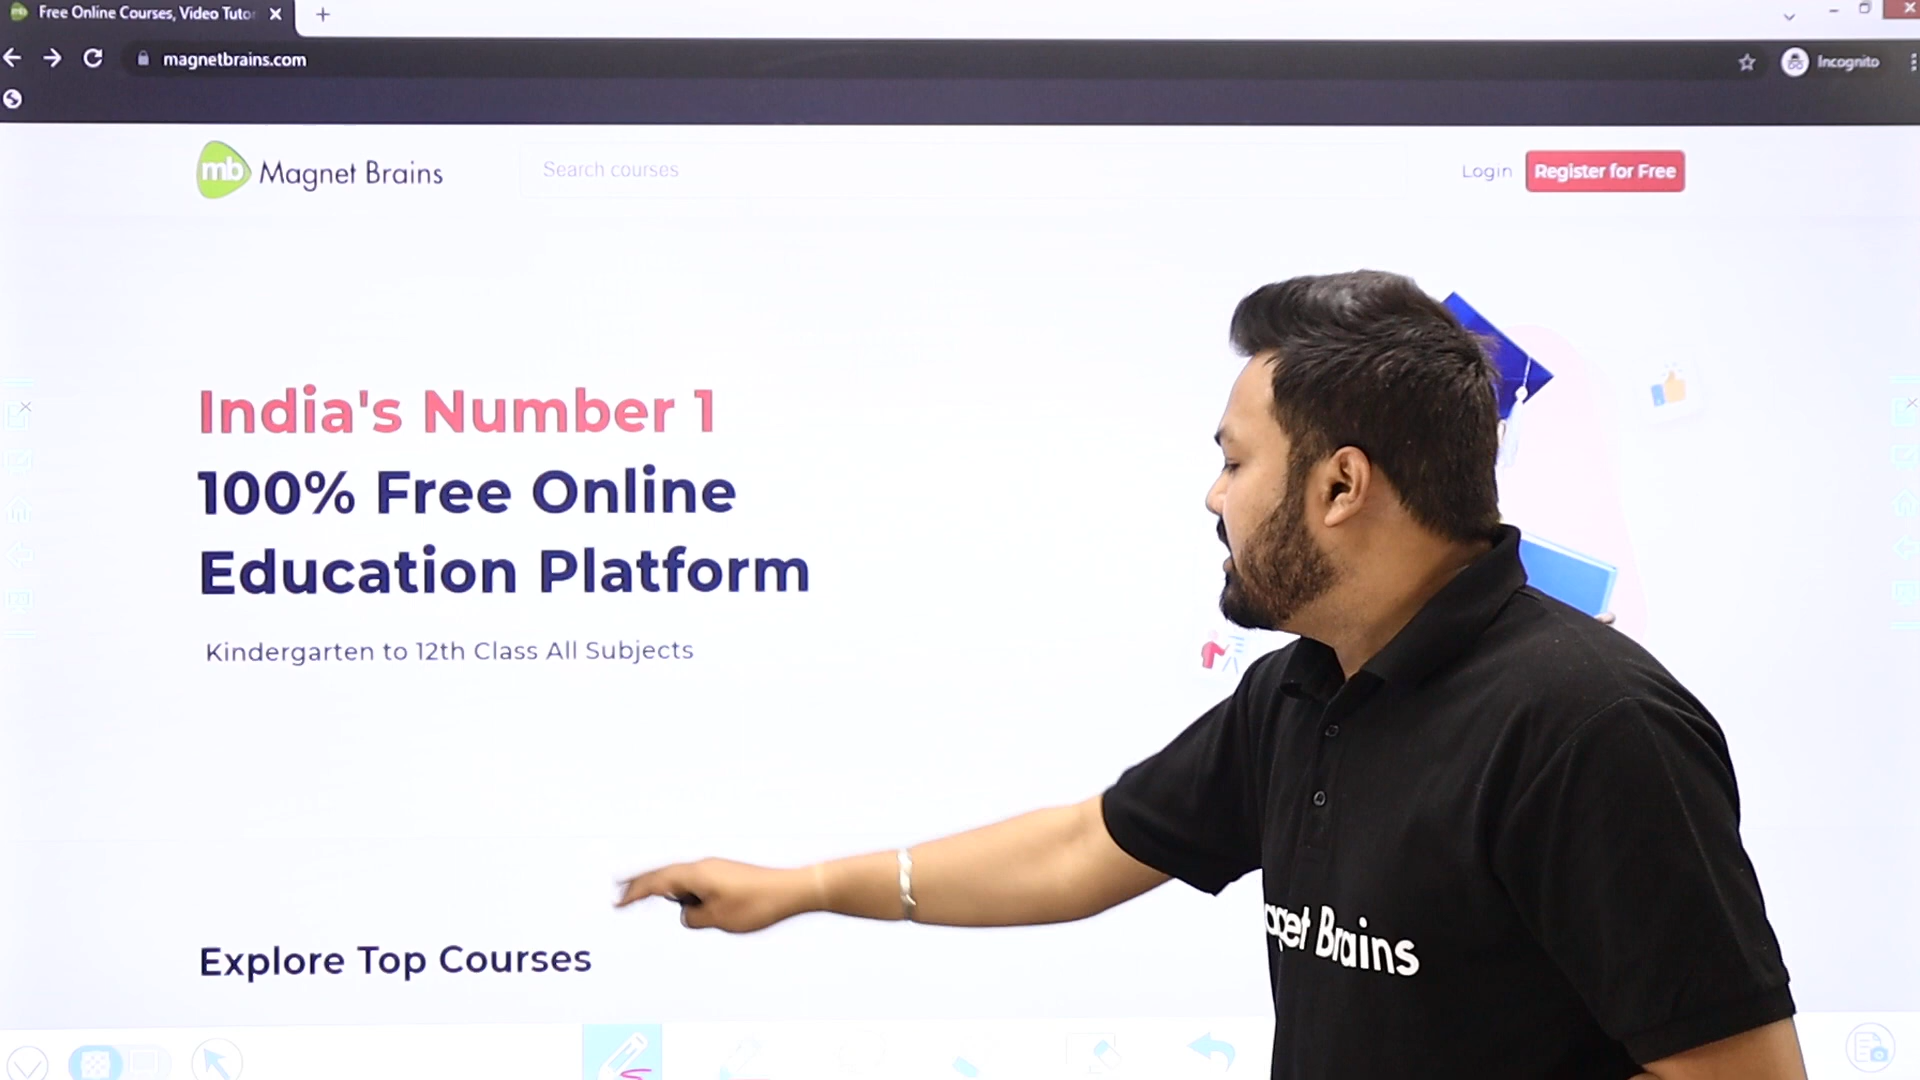 Free Online Courses, Video Tuto
magnetbrains.com
Incognito
mb Magnet Brains
Search courses
Login
Register for Free
India's Number 1
100% Free Online
Education Platform
Kindergarten to 12th Class All Subjects
Brains
Explore Top Courses